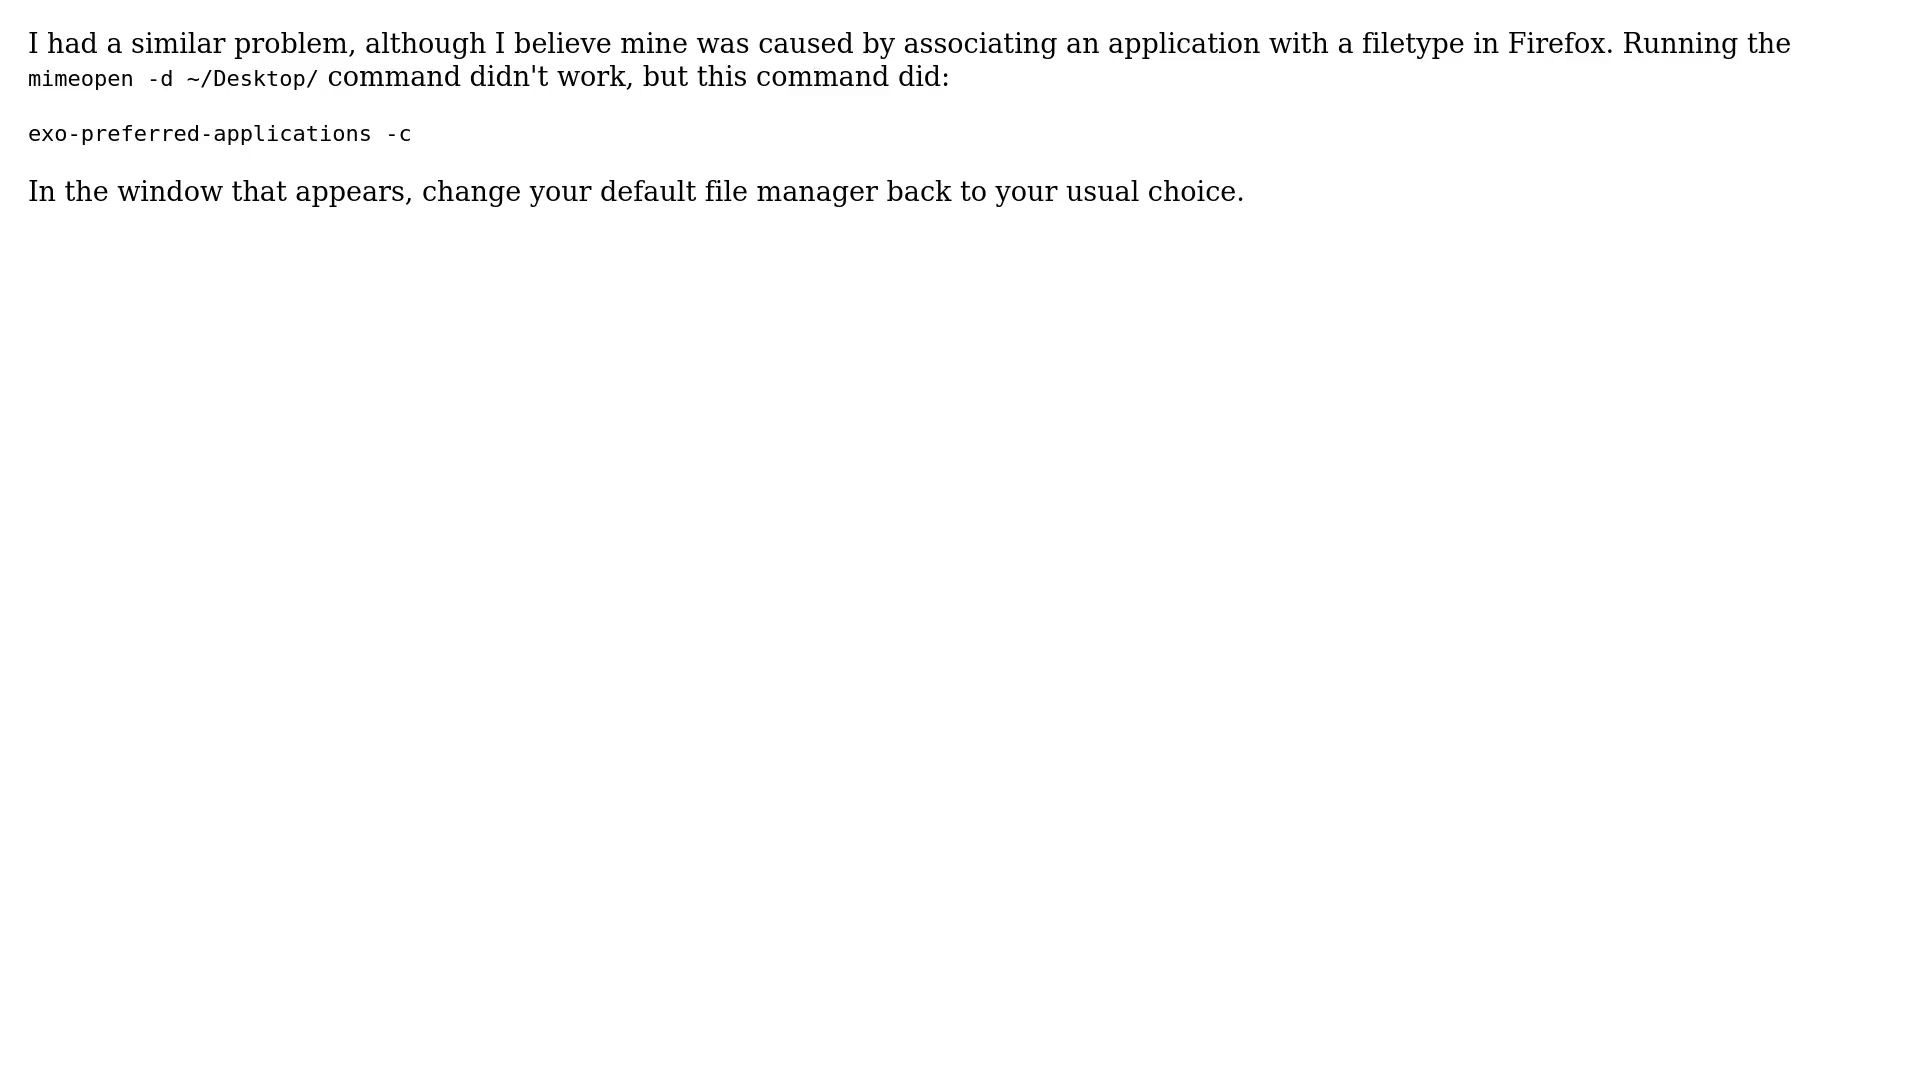 I had a similar problem, although I believe mine was caused by associating an application with a filetype in Firefox. Running the
mimeopen -d ~/Desktop/ command didn't work, but this command did:
exo-preferred-applications -c
In the window that appears, change your default file manager back to your usual choice.